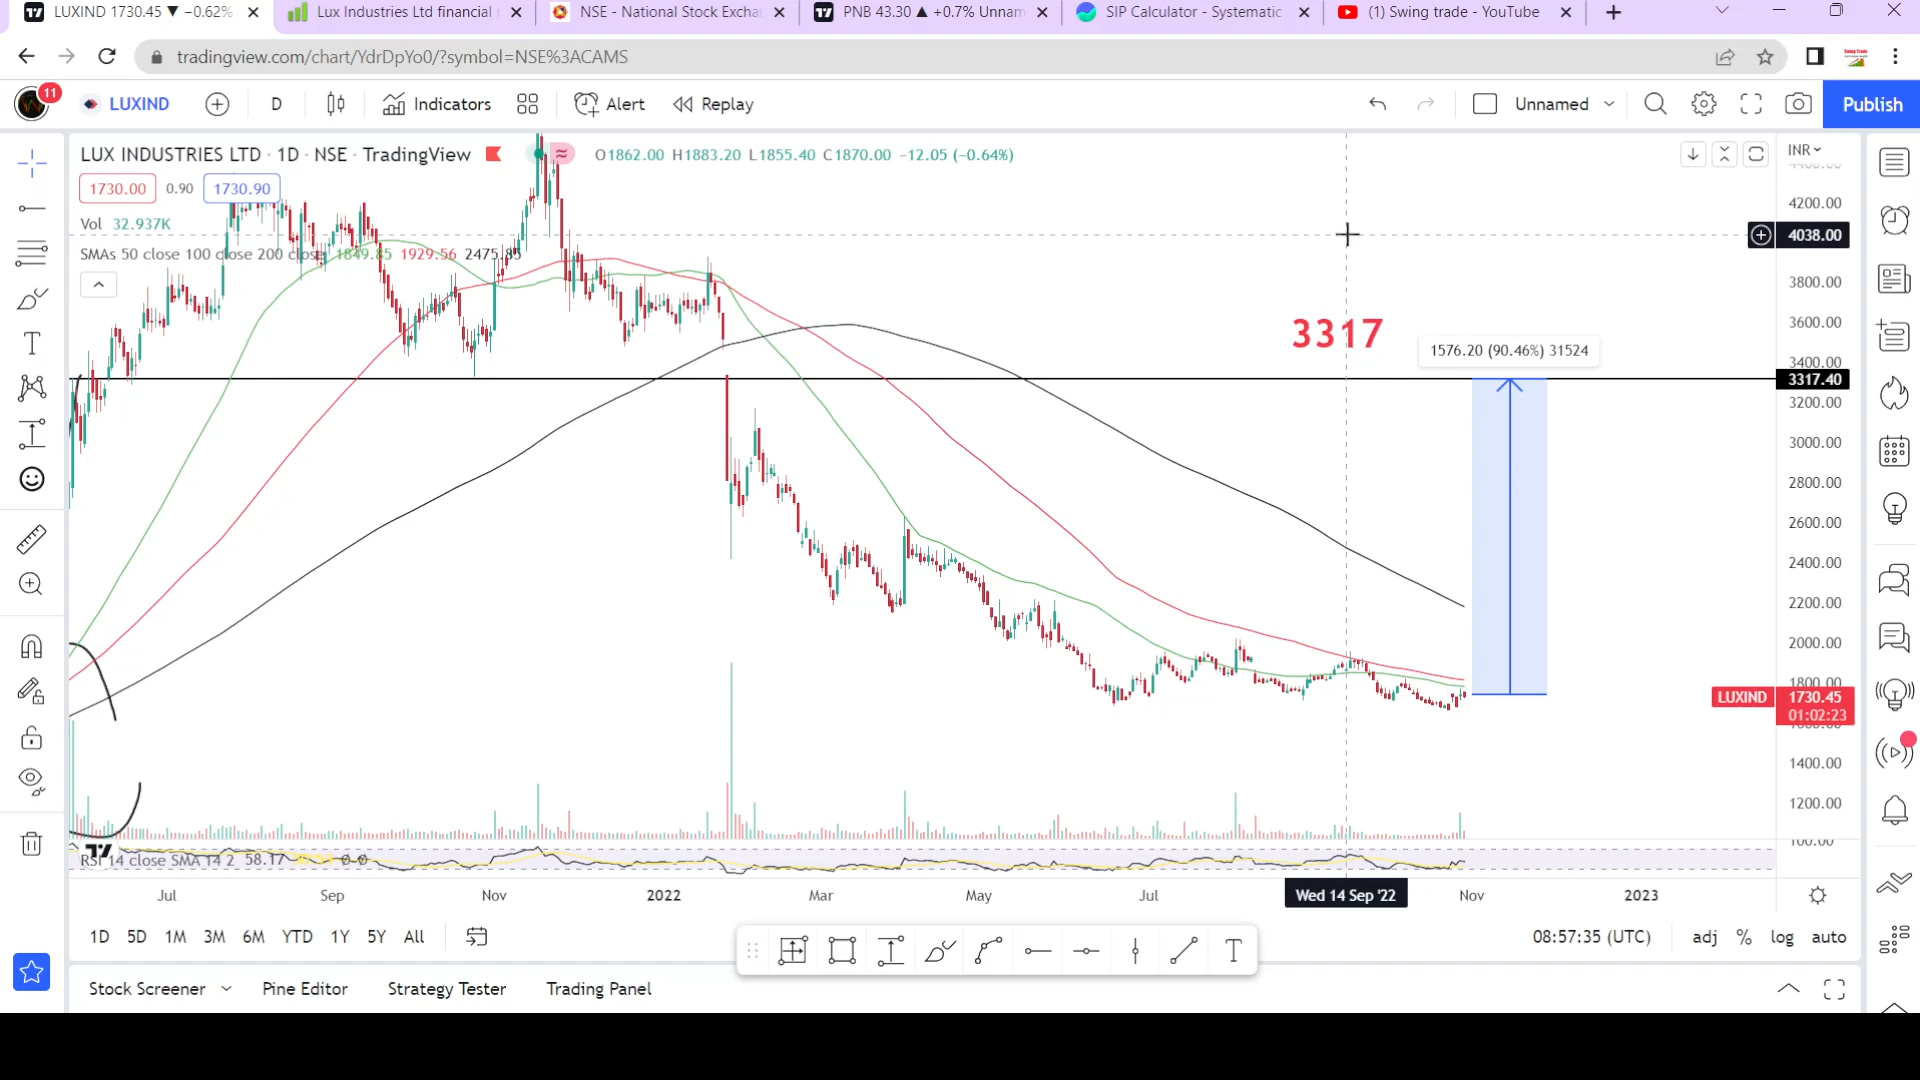 LUXIND 1730.45 ▼ −0.62%
Lux Industries Ltd financial
NSE - National Stock Excha
PNB 43.30 ▲ +0.7% Unnam
SIP Calculator - Systematic
(1) Swing trade - YouTube
tradingview.com/chart/YdrDpYo0/?symbol=NSE%3ACAMS
11
LUXIND
D
Indicators
Alert
Replay
Unnamed
Publish
LUX INDUSTRIES LTD · 1D · NSE · TradingView
O1862.00 H1883.20 L1855.40 C1870.00 −12.05 (−0.64%)
INR
1730.00
0.90
1730.90
Vol 32.937K
SMAs 50 close 100 close 200 close 1849.85 1929.56 2475.85
4400.00
4200.00
4038.00
3800.00
3600.00
3400.00
3317.40
3200.00
3000.00
2800.00
2600.00
2400.00
2200.00
2000.00
1800.00
LUXIND 1730.45
01:02:23
1400.00
1200.00
3317
1576.20 (90.46%) 31524
RSI 14 close SMA 14 2 58.17
100.00
Jul
Sep
Nov
2022
Mar
May
Jul
Wed 14 Sep '22
Nov
2023
1D 5D 1M 3M 6M YTD 1Y 5Y All
08:57:35 (UTC)
adj % log auto
T
Stock Screener
Pine Editor
Strategy Tester
Trading Panel